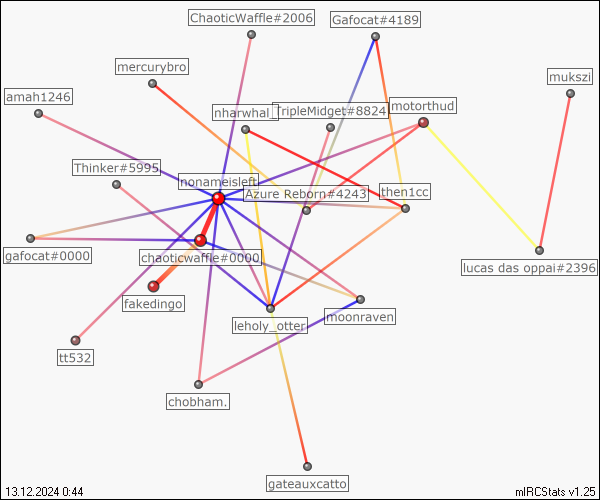 ChaoticWaffle#2006
Gafocat#4189
mercurybro
mukszi
amah1246
nharwhal_
TripleMidget#8824
motorthud
Thinker#5995
nonameisleft
Azure Reborn#4243
then1cc
gafocat#0000
chaoticwaffle#0000
lucas das oppai#2396
fakedingo
leholy_otter
moonraven
tt532
chobham.
gateauxcatto
13.12.2024 0:44
mIRCStats v1.25